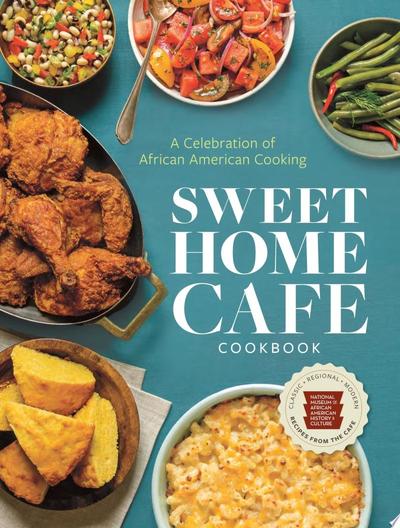 A Celebration of
African American Cooking
SWEET
HOME
CAFE
COOKBOOK
CLASSIC • REGIONAL • MODERN
NATIONAL
MUSEUM OF
AFRICAN
AMERICAN
HISTORY &
CULTURE
RECIPES FROM THE CAFE